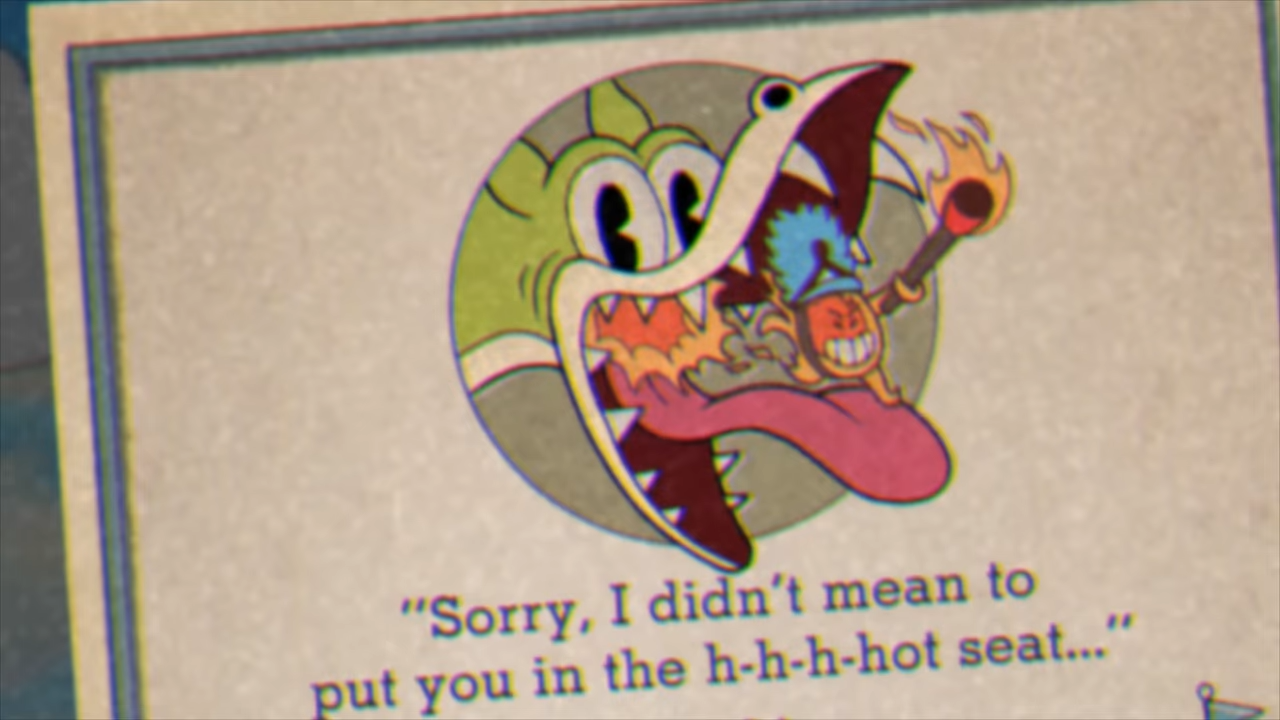 “Sorry, I didn’t mean to
put you in the h-h-h-hot seat...”